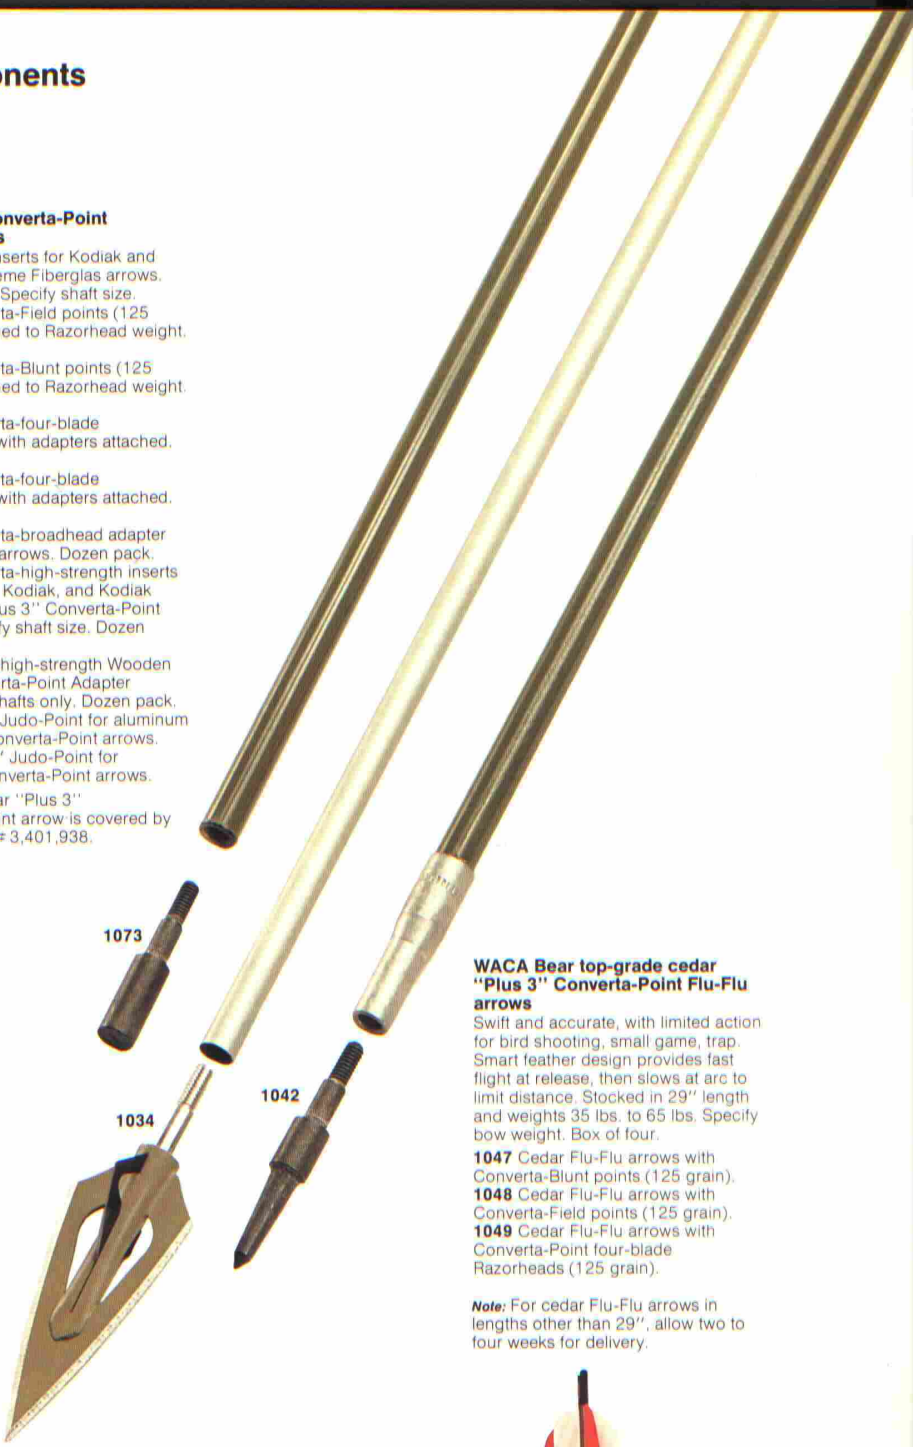 onents
onverta-Point
s
nserts for Kodiak and
eme Fiberglas arrows.
Specify shaft size.
ta-Field points (125
ed to Razorhead weight.
ta-Blunt points (125
ed to Razorhead weight.
ta-four-blade
with adapters attached.
ta-four-blade
with adapters attached.
ta-broadhead adapter
arrows. Dozen pack.
ta-high-strength inserts
Kodiak, and Kodiak
us 3" Converta-Point
fy shaft size. Dozen
high-strength Wooden
rta-Point Adapter
hafts only. Dozen pack.
Judo-Point for aluminum
onverta-Point arrows.
" Judo-Point for
nverta-Point arrows.
ar "Plus 3"
nt arrow is covered by
# 3,401,938.
1073
1034
1042
WACA Bear top-grade cedar
"Plus 3" Converta-Point Flu-Flu
arrows
Swift and accurate, with limited action
for bird shooting, small game, trap.
Smart feather design provides fast
flight at release, then slows at arc to
limit distance. Stocked in 29" length
and weights 35 lbs. to 65 lbs. Specify
bow weight. Box of four.
1047 Cedar Flu-Flu arrows with
Converta-Blunt points (125 grain).
1048 Cedar Flu-Flu arrows with
Converta-Field points (125 grain).
1049 Cedar Flu-Flu arrows with
Converta-Point four-blade
Razorheads (125 grain).
Note: For cedar Flu-Flu arrows in
lengths other than 29", allow two to
four weeks for delivery.